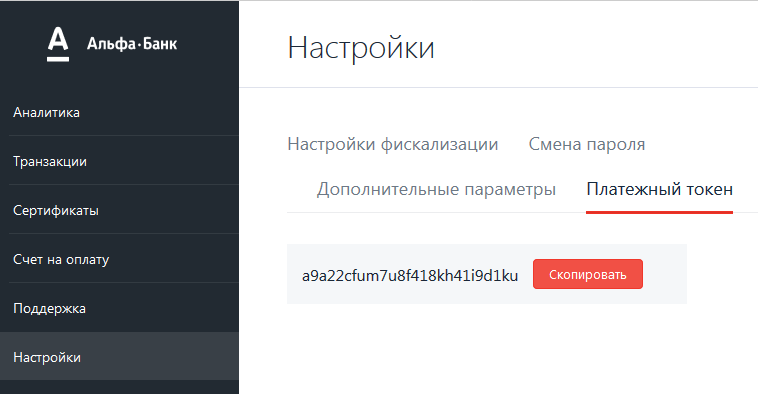 Альфа·Банк
Аналитика
Транзакции
Сертификаты
Счет на оплату
Поддержка
Настройки
Настройки
Настройки фискализации Смена пароля
Дополнительные параметры Платежный токен
a9a22cfum7u8f418kh41i9d1ku Скопировать